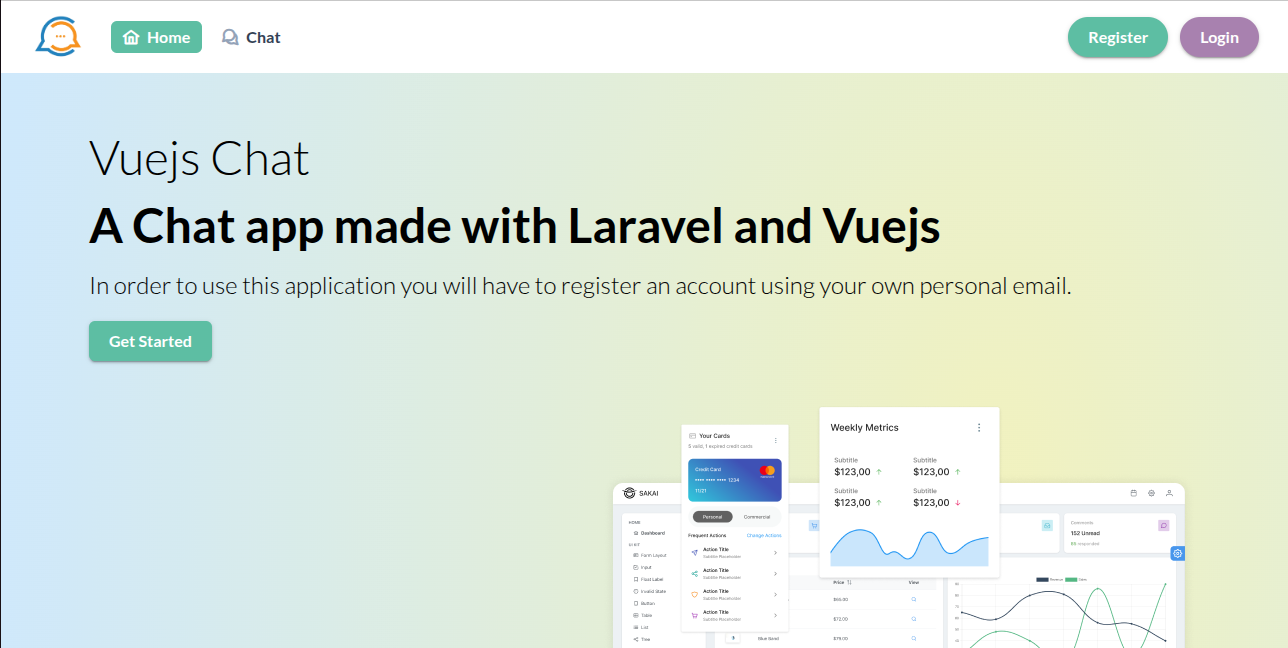 Home
Chat
Register
Login
Vuejs Chat
A Chat app made with Laravel and Vuejs
In order to use this application you will have to register an account using your own personal email.
Get Started
Your Cards
5 valid, 1 expired credit cards
Credit Card
•••• •••• •••• 1234
11/21
Personal
Commercial
Frequent Actions
Change Actions
Action Title
Subtitle Placeholder
Action Title
Subtitle Placeholder
Action Title
Subtitle Placeholder
Action Title
Subtitle Placeholder
Weekly Metrics
Subtitle
$123,00
Subtitle
$123,00
Subtitle
$123,00
Subtitle
$123,00
SAKAI
HOME
Dashboard
UI KIT
Form Layout
Input
Float Label
Invalid State
Button
Table
List
Tree
Comments
152 Unread
85 responded
Price
View
$65.00
$72.00
$79.00
Blue Band
Revenue
Sales